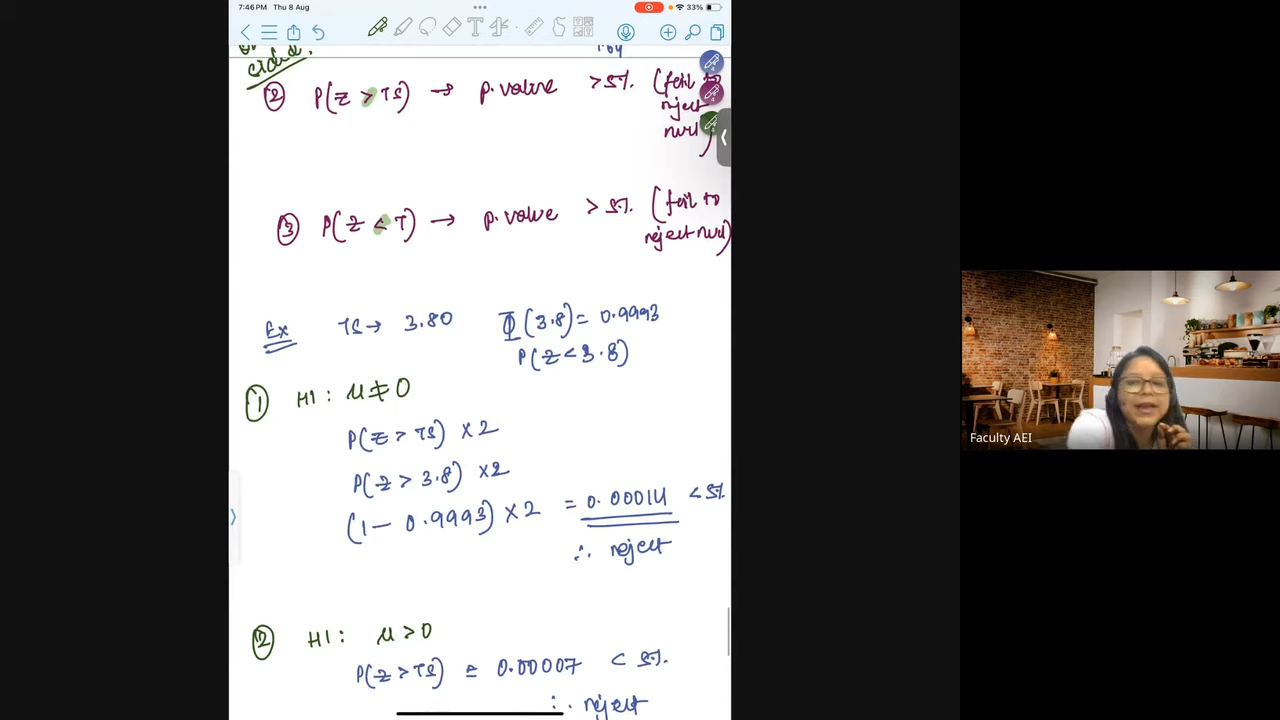 7:46 PM Thu 8 Aug
33%
sided.
② P(Z > TS) → p.value > 5% (fail to reject null)
③ P(Z < T) → p.value > 5% (fail to reject null)
Ex TS → 3.80 Φ(3.8) = 0.9993
P(Z < 3.8)
① H1: μ ≠ 0
P(Z > TS) × 2
P(Z > 3.8) × 2
(1 - 0.9993) × 2 = 0.00014 < 5%
∴ reject
② H1: μ > 0
P(Z > TS) = 0.00007 < 5%.
∴ reject
Faculty AEI